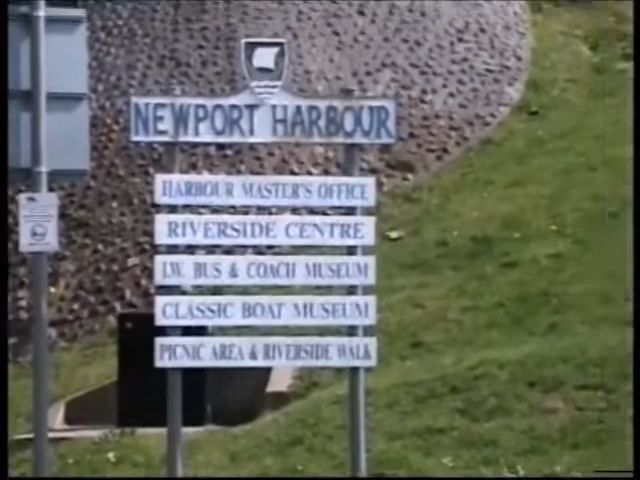 NEWPORT HARBOUR
HARBOUR MASTER'S OFFICE
RIVERSIDE CENTRE
I.W. BUS & COACH MUSEUM
CLASSIC BOAT MUSEUM
PICNIC AREA & RIVERSIDE WALK